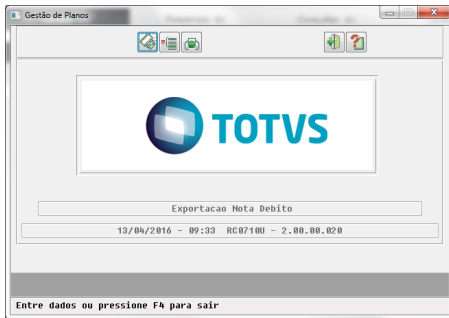 Gestão de Planos
TOTVS
Exportacao Nota Debito
13/04/2016 - 09:33 RC0710U - 2.00.00.020
Entre dados ou pressione F4 para sair